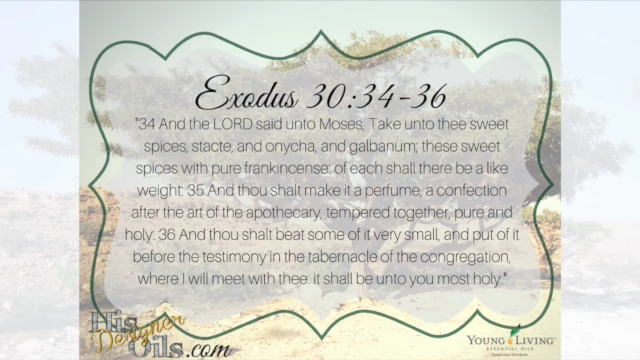 Exodus 30:34-36
"34 And the LORD said unto Moses, Take unto thee sweet
spices, stacte, and onycha, and galbanum; these sweet
spices with pure frankincense: of each shall there be a like
weight: 35 And thou shalt make it a perfume, a confection
after the art of the apothecary, tempered together, pure and
holy: 36 And thou shalt beat some of it very small, and put of it
before the testimony in the tabernacle of the congregation,
where I will meet with thee: it shall be unto you most holy."
His
Designer
Oils.com
YOUNG LIVING
ESSENTIAL OILS
Independent Distributor